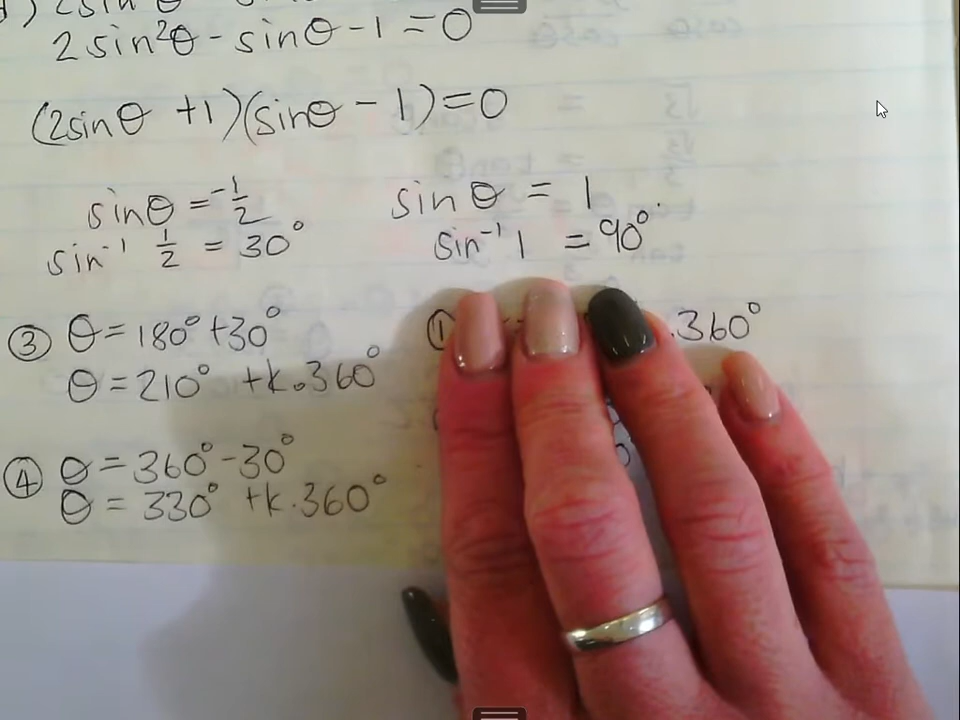 2sin²θ - sinθ - 1 = 0
(2sinθ + 1)(sinθ - 1) = 0
sinθ = -1/2
sin⁻¹ 1/2 = 30°
sinθ = 1
sin⁻¹ 1 = 90°
③ θ = 180° + 30°
θ = 210° + k.360°
④ θ = 360° - 30°
θ = 330° + k.360°
① .360°